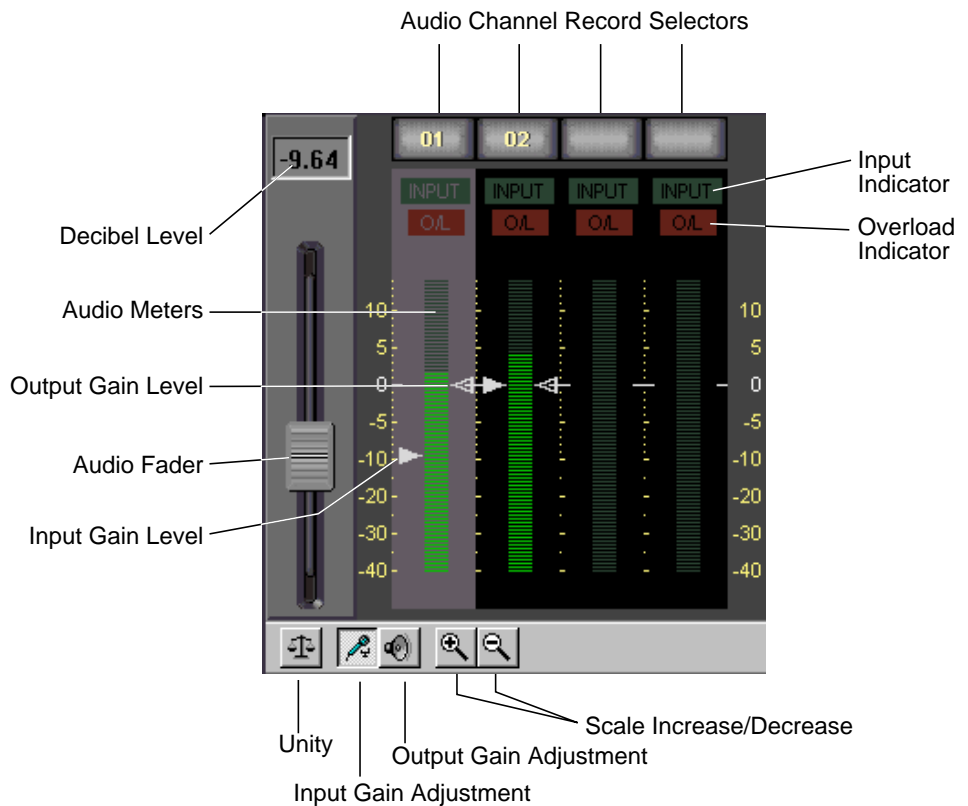 Audio Channel Record Selectors
01 02
-9.64
INPUT INPUT INPUT INPUT
Input
Indicator
O/L O/L O/L O/L
Decibel Level
Overload
Indicator
Audio Meters
10 10
5 5
Output Gain Level
0 0
-5 -5
Audio Fader
-10 -10
-20 -20
Input Gain Level
-30 -30
-40 -40
Scale Increase/Decrease
Unity
Output Gain Adjustment
Input Gain Adjustment